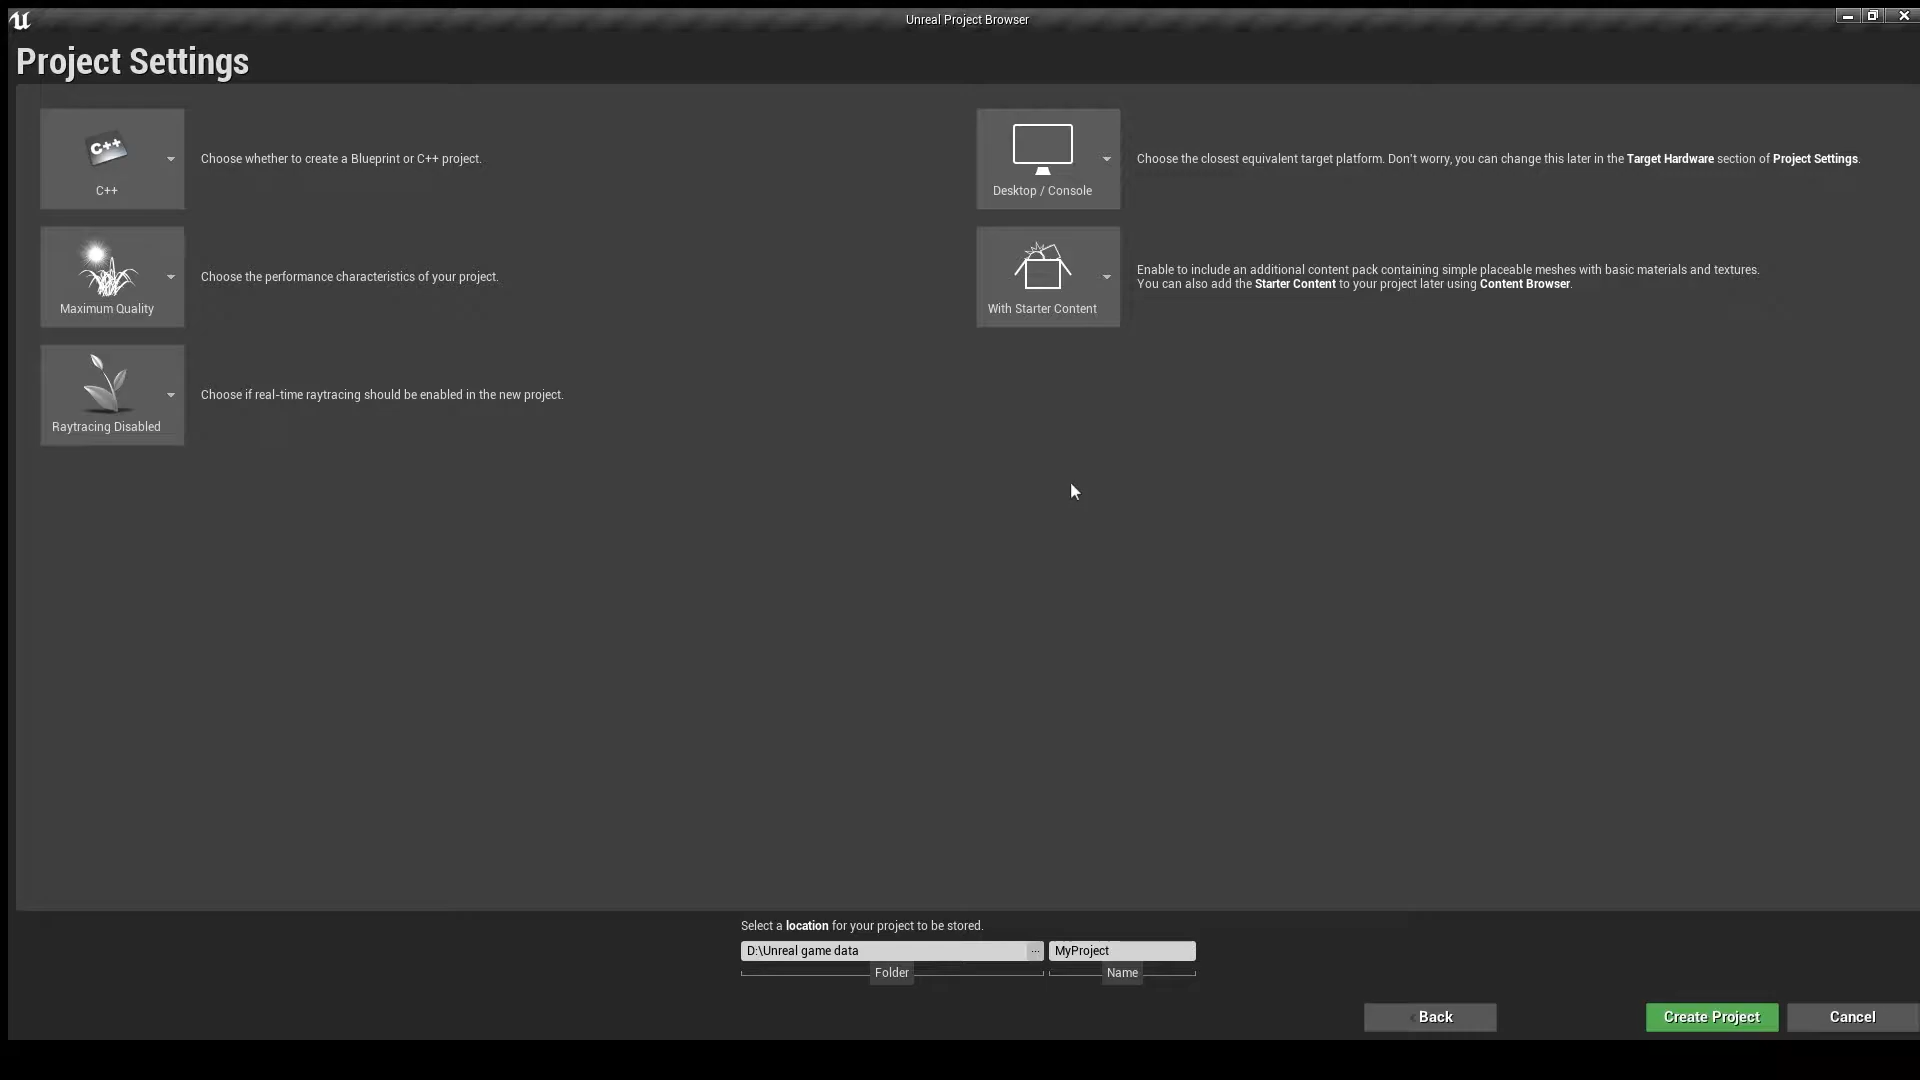 Unreal Project Browser
Project Settings
C++
C++
Choose whether to create a Blueprint or C++ project.
Desktop / Console
Choose the closest equivalent target platform. Don't worry, you can change this later in the Target Hardware section of Project Settings.
Maximum Quality
Choose the performance characteristics of your project.
With Starter Content
Enable to include an additional content pack containing simple placeable meshes with basic materials and textures.
You can also add the Starter Content to your project later using Content Browser.
Raytracing Disabled
Choose if real-time raytracing should be enabled in the new project.
Select a location for your project to be stored.
D:\Unreal game data
...
MyProject
Folder
Name
Back
Create Project
Cancel